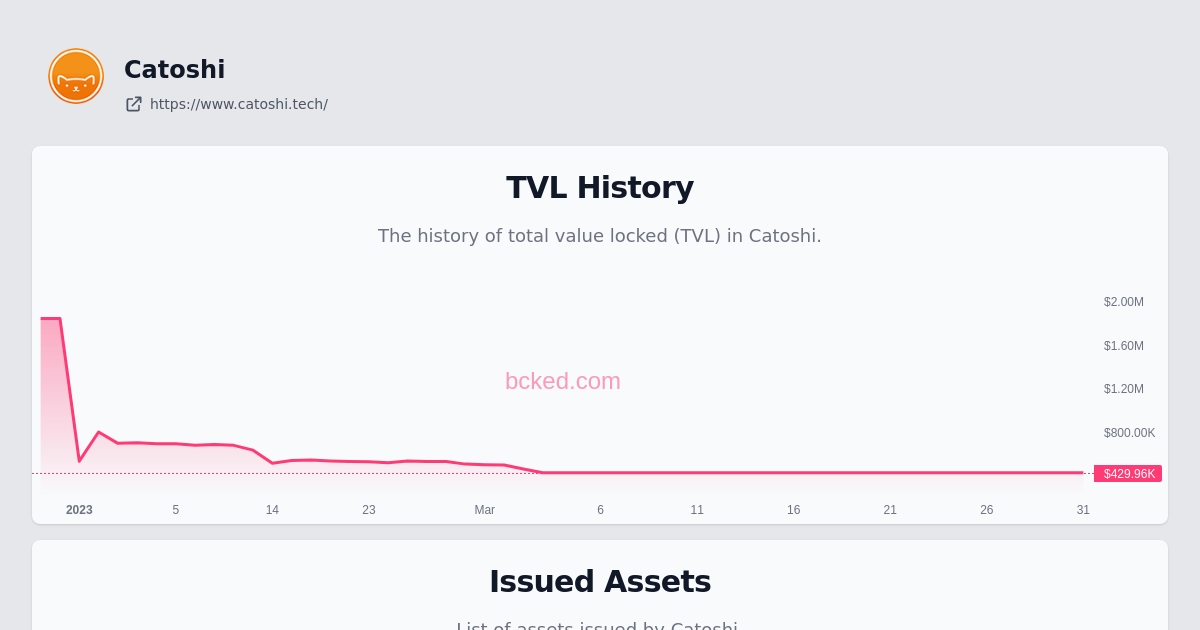 Catoshi
https://www.catoshi.tech/
TVL History
The history of total value locked (TVL) in Catoshi.
$2.00M
$1.60M
bcked.com
$1.20M
$800.00K
$429.96K
2023 5 14 23 Mar 6 11 16 21 26 31
Issued Assets
List of assets issued by Catoshi